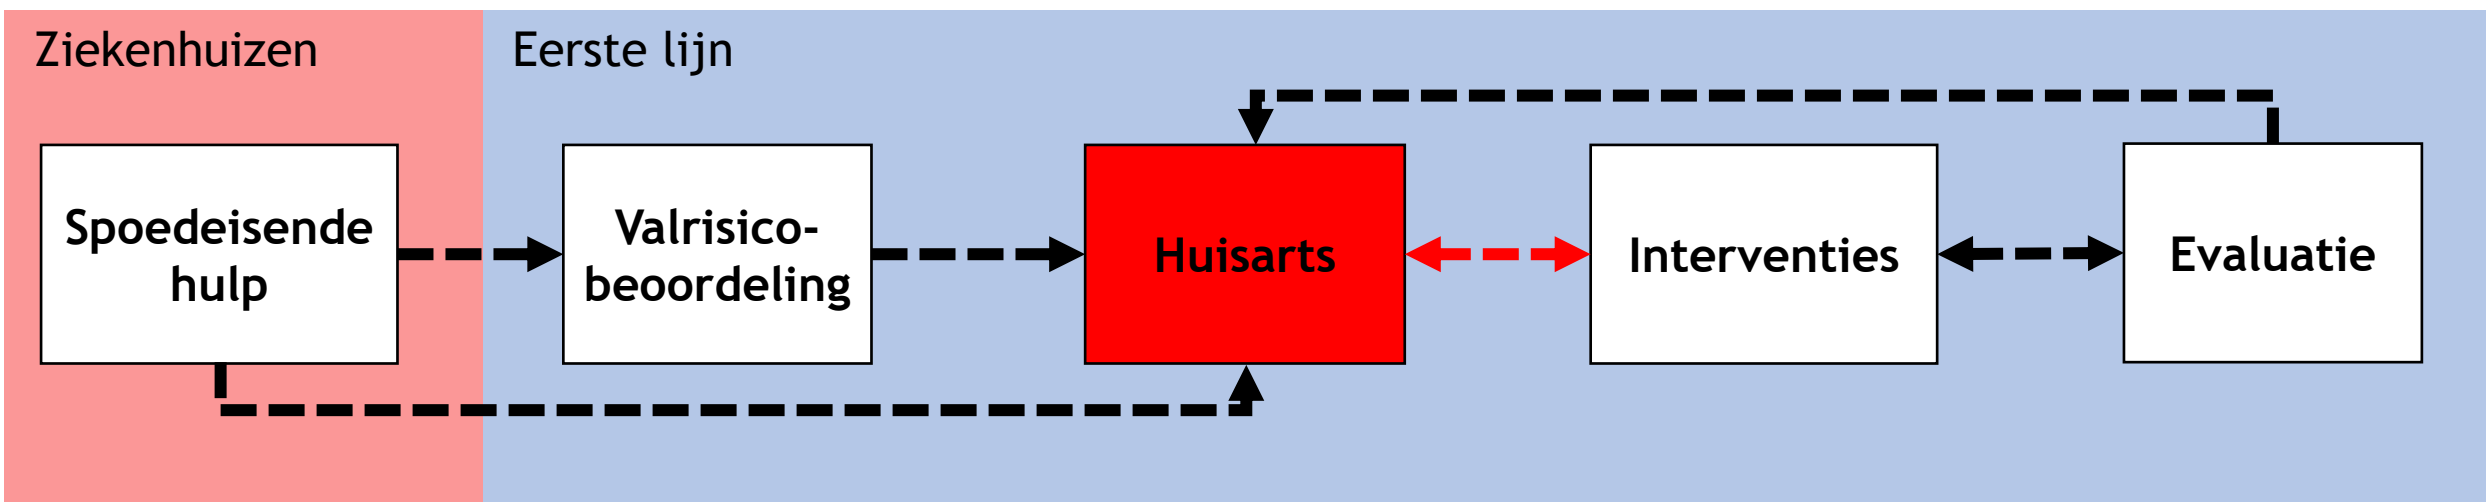 Ziekenhuizen
Eerste lijn
Spoedeisende
hulp
Valrisico-
beoordeling
Huisarts
Interventies
Evaluatie